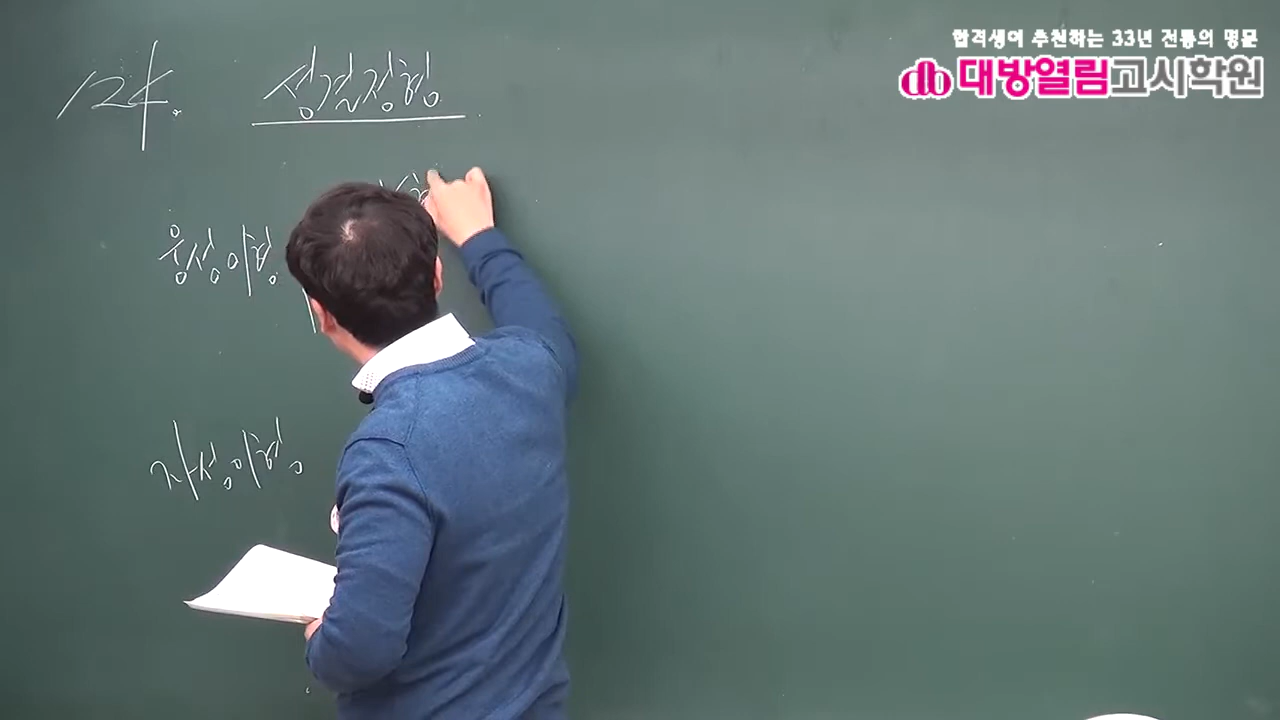 합격생이 추천하는 33년 전통의 명문
대방열림고시학원
124. 성결정형
웅성이형
자성이형